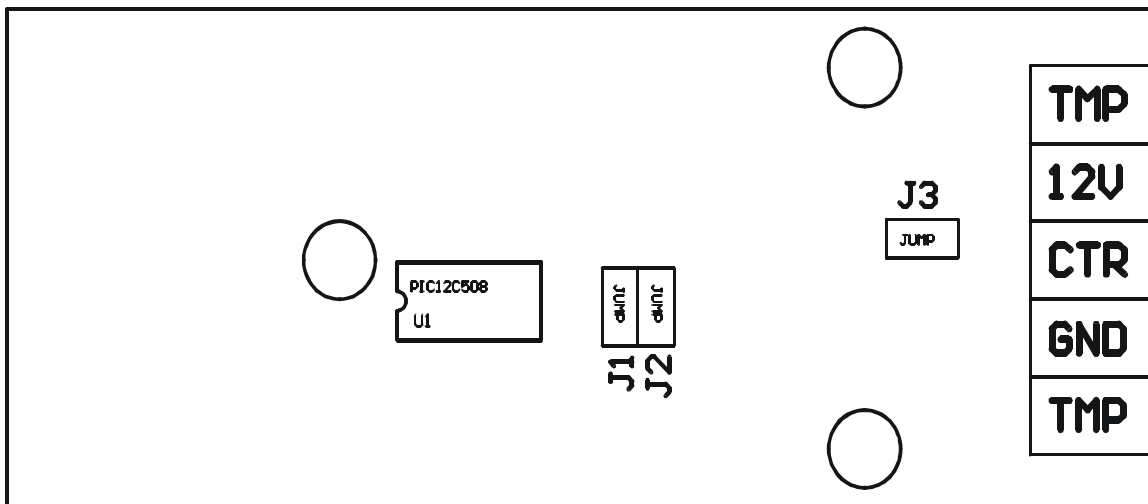 PIC12C508
U1
JUMP
JUMP
J1
J2
J3
JUMP
TMP
12V
CTR
GND
TMP